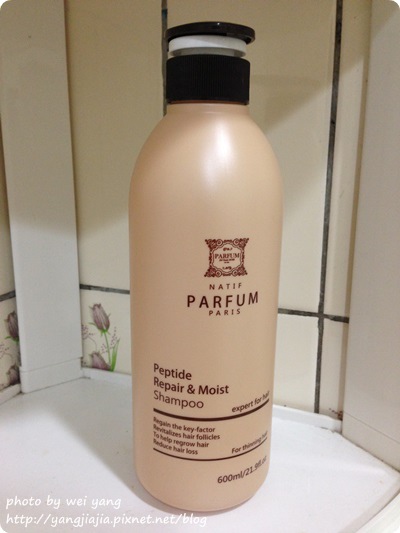 PARFUM
NATIF
PARFUM
PARIS
Peptide
Repair & Moist
Shampoo
expert for hair
Regain the key-factor
Revitalizes hair follicles
To help regrow hair
Reduce hair loss
For thinning
600ml/21.9fl.oz
photo by wei yang
http://yangjiajia.pixnet.net/blog